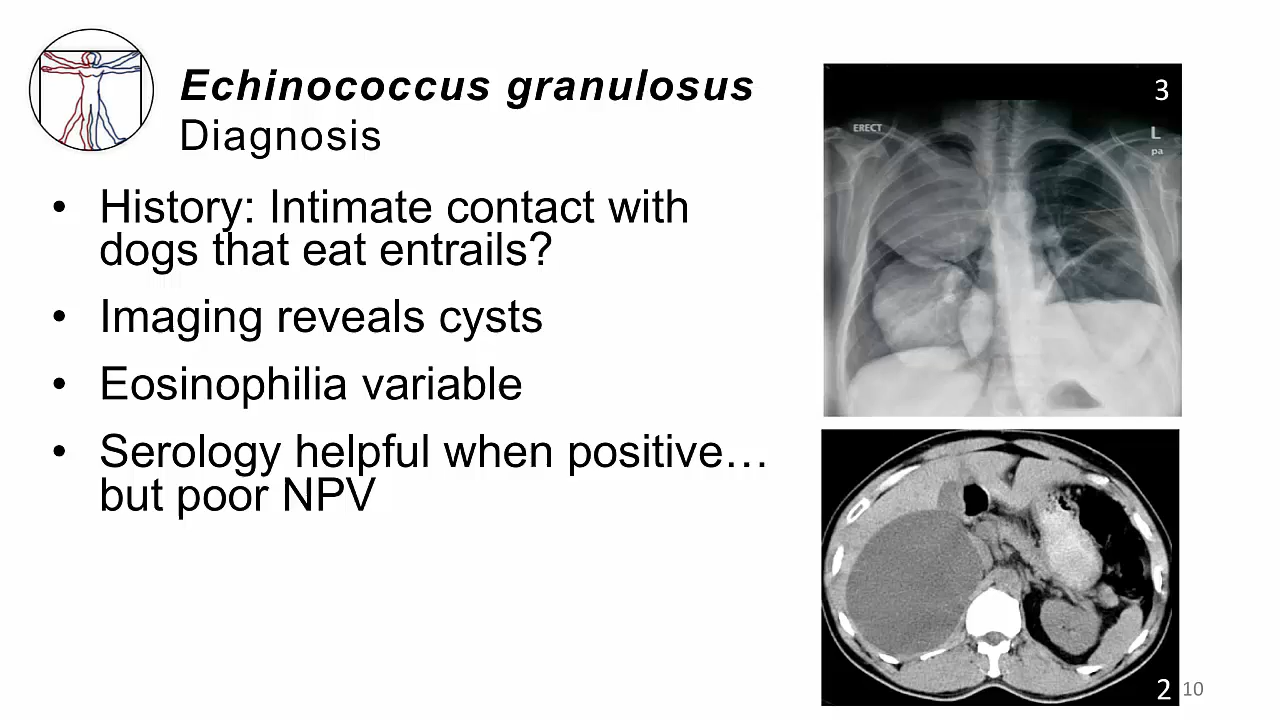 Echinococcus granulosus
Diagnosis
• History: Intimate contact with
dogs that eat entrails?
• Imaging reveals cysts
• Eosinophilia variable
• Serology helpful when positive…
but poor NPV
3
ERECT
L
pa
2
10